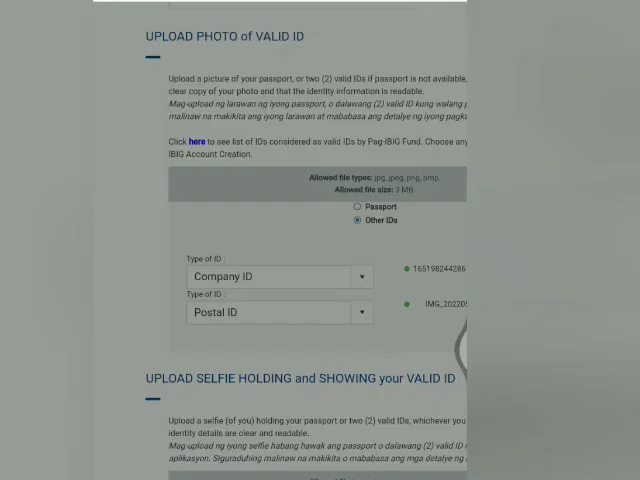 UPLOAD PHOTO of VALID ID
Upload a picture of your passport, or two (2) valid IDs if passport is not available,
clear copy of your photo and that the identity information is readable.
Mag-upload ng larawan ng iyong passport, o dalawang (2) valid ID kung walang
malinaw na makikita ang iyong larawan at mababasa ang detalye ng iyong
Click here to see list of IDs considered as valid IDs by Pag-IBIG Fund. Choose any
IBIG Account Creation.
Allowed file types: jpg, jpeg, png, bmp.
Allowed file size: 3 MB.
Passport
Other IDs
Type of ID :
Company ID
165198244286
Type of ID :
Postal ID
IMG_20220
UPLOAD SELFIE HOLDING and SHOWING your VALID ID
Upload a selfie (of you) holding your passport or two (2) valid IDs, whichever you
identity details are clear and readable.
Mag-upload ng iyong selfie habang hawak ang passport o dalawang (2) valid ID
aplikasyon. Siguraduhing malinaw na makikita o mababasa ang mga detalye ng